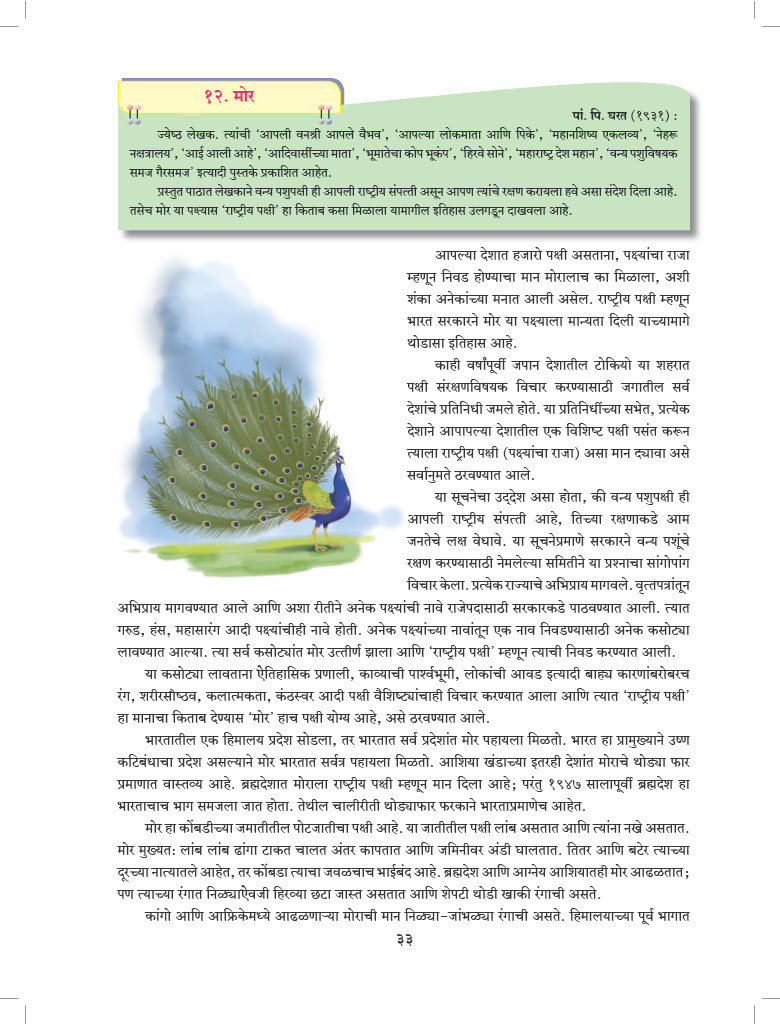 १२. मोर
पां. पि. घरत (१९३१) :
ज्येष्ठ लेखक. त्यांची ‘आपली वनश्री आपले वैभव’, ‘आपल्या लोकमाता आणि पिके’, ‘महानशिष्य एकलव्य’, ‘नेहरू
नक्षत्रालय’, ‘आई आली आहे’, ‘आदिवासींच्या माता’, ‘भूमातेचा कोप भूकंप’, ‘हिरवे सोने’, ‘महाराष्ट्र देश महान’, ‘वन्य पशुविषयक
समज गैरसमज’ इत्यादी पुस्तके प्रकाशित आहेत.
प्रस्तुत पाठात लेखकाने वन्य पशुपक्षी ही आपली राष्ट्रीय संपत्ती असून आपण त्यांचे रक्षण करायला हवे असा संदेश दिला आहे.
तसेच मोर या पक्ष्यास ‘राष्ट्रीय पक्षी’ हा किताब कसा मिळाला यामागील इतिहास उलगडून दाखवला आहे.
आपल्या देशात हजारो पक्षी असताना, पक्ष्यांचा राजा
म्हणून निवड होण्याचा मान मोरालाच का मिळाला, अशी
शंका अनेकांच्या मनात आली असेल. राष्ट्रीय पक्षी म्हणून
भारत सरकारने मोर या पक्ष्याला मान्यता दिली याच्यामागे
थोडासा इतिहास आहे.
काही वर्षांपूर्वी जपान देशातील टोकियो या शहरात
पक्षी संरक्षणविषयक विचार करण्यासाठी जगातील सर्व
देशांचे प्रतिनिधी जमले होते. या प्रतिनिधींच्या सभेत, प्रत्येक
देशाने आपापल्या देशातील एक विशिष्ट पक्षी पसंत करून
त्याला राष्ट्रीय पक्षी (पक्ष्यांचा राजा) असा मान द्यावा असे
सर्वानुमते ठरवण्यात आले.
या सूचनेचा उद्देश असा होता, की वन्य पशुपक्षी ही
आपली राष्ट्रीय संपत्ती आहे, तिच्या रक्षणाकडे आम
जनतेचे लक्ष वेधावे. या सूचनेप्रमाणे सरकारने वन्य पशूंचे
रक्षण करण्यासाठी नेमलेल्या समितीने या प्रश्नाचा सांगोपांग
विचार केला. प्रत्येक राज्याचे अभिप्राय मागवले. वृत्तपत्रांतून
अभिप्राय मागवण्यात आले आणि अशा रीतीने अनेक पक्ष्यांची नावे राजेपदासाठी सरकारकडे पाठवण्यात आली. त्यात
गरुड, हंस, महासारंग आदी पक्ष्यांचीही नावे होती. अनेक पक्ष्यांच्या नावांतून एक नाव निवडण्यासाठी अनेक कसोट्या
लावण्यात आल्या. त्या सर्व कसोट्यांत मोर उत्तीर्ण झाला आणि ‘राष्ट्रीय पक्षी’ म्हणून त्याची निवड करण्यात आली.
या कसोट्या लावताना ऐतिहासिक प्रणाली, काव्याची पार्श्वभूमी, लोकांची आवड इत्यादी बाह्य कारणांबरोबरच
रंग, शरीरसौष्ठव, कलात्मकता, कंठस्वर आदी पक्षी वैशिष्ट्यांचाही विचार करण्यात आला आणि त्यात ‘राष्ट्रीय पक्षी’
हा मानाचा किताब देण्यास ‘मोर’ हाच पक्षी योग्य आहे, असे ठरवण्यात आले.
भारतातील एक हिमालय प्रदेश सोडला, तर भारतात सर्व प्रदेशांत मोर पहायला मिळतो. भारत हा प्रामुख्याने उष्ण
कटिबंधाचा प्रदेश असल्याने मोर भारतात सर्वत्र पहायला मिळतो. आशिया खंडाच्या इतरही देशांत मोराचे थोड्या फार
प्रमाणात वास्तव्य आहे. ब्रह्मदेशात मोराला राष्ट्रीय पक्षी म्हणून मान दिला आहे; परंतु १९४७ सालापूर्वी ब्रह्मदेश हा
भारताचाच भाग समजला जात होता. तेथील चालीरीती थोड्याफार फरकाने भारताप्रमाणेच आहेत.
मोर हा कोंबडीच्या जमातीतील पोटजातीचा पक्षी आहे. या जातीतील पक्षी लांब असतात आणि त्यांना नखे असतात.
मोर मुख्यत: लांब लांब ढांगा टाकत चालत अंतर कापतात आणि जमिनीवर अंडी घालतात. तितर आणि बटेर त्याच्या
दूरच्या नात्यातले आहेत, तर कोंबडा त्याचा जवळचाच भाईबंद आहे. ब्रह्मदेश आणि आग्नेय आशियातही मोर आढळतात;
पण त्याच्या रंगात निळ्याऐवजी हिरव्या छटा जास्त असतात आणि शेपटी थोडी खाकी रंगाची असते.
कांगो आणि आफ्रिकेमध्ये आढळणाऱ्या मोराची मान निळ्या-जांभळ्या रंगाची असते. हिमालयाच्या पूर्व भागात
३३